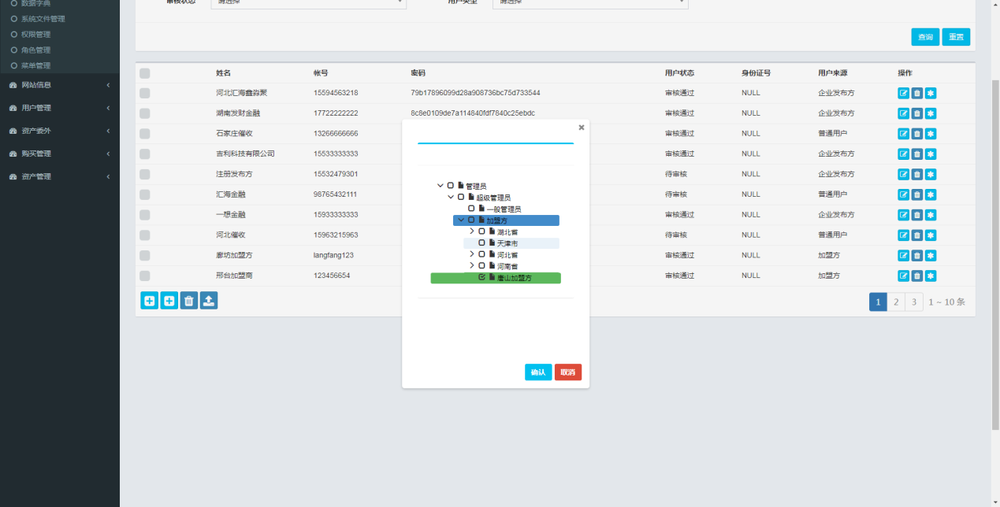 数据字典
系统文件管理
权限管理
角色管理
菜单管理
网站信息
用户管理
资产委外
购买管理
资产管理
审核状态 请选择 用户类型 请选择
查询 重置
姓名 帐号 密码 用户状态 身份证号 用户来源 操作
河北汇海鑫淼聚 15594563218 79b17896099d28a908736bc75d733544 审核通过 NULL 企业发布方
湖南发财金融 17722222222 8c8e0109de7a114840fdf7840c25ebdc 审核通过 NULL 企业发布方
石家庄催收 13266666666 审核通过 NULL 普通用户
吉利科技有限公司 15533333333 审核通过 NULL 企业发布方
注册发布方 15532479301 待审核 NULL 企业发布方
汇海金融 98765432111 待审核 NULL 普通用户
一想金融 15933333333 审核通过 NULL 企业发布方
河北催收 15963215963 待审核 NULL 普通用户
廊坊加盟方 langfang123 审核通过 NULL 加盟方
邢台加盟商 123456654 审核通过 NULL 加盟方
1 2 3 1 ~ 10 条
管理员
超级管理员
一般管理员
加盟方
湖北省
天津市
河北省
河南省
唐山加盟方
确认 取消